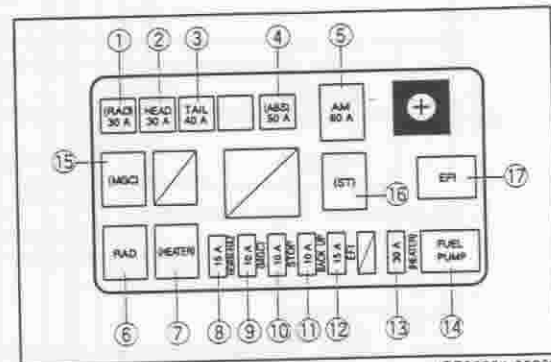 ① ② ③ ④ ⑤
(RAD) 30 A
HEAD 30 A
TAIL 40 A
(ABS) 50 A
AM 60 A
+
⑮ (MGC)
(ST) ⑯
EFI ⑰
RAD
(HEATER)
15 A
10 A (MGC)
10 A STOP
10 A BACK UP
15 A EFI
30 A (HEATER)
FUEL PUMP
⑥ ⑦ ⑧ ⑨ ⑩ ⑪ ⑫ ⑬ ⑭